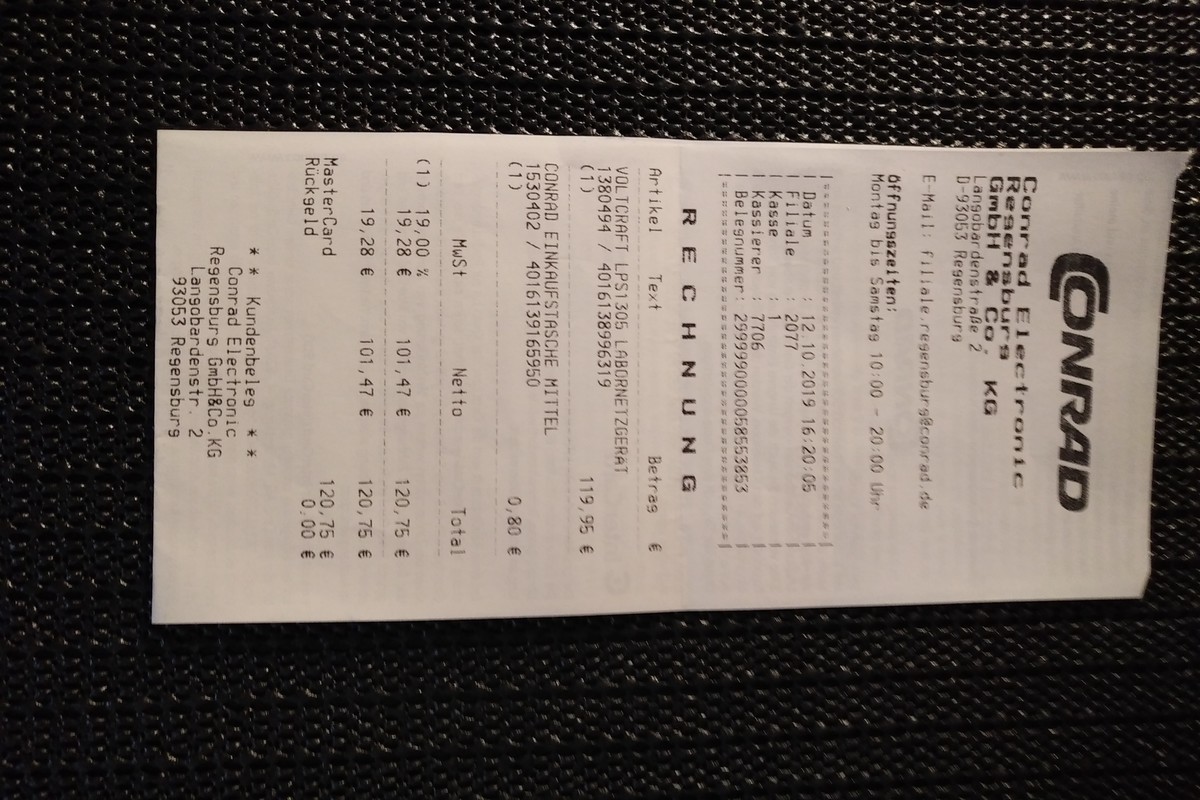 CONRAD
Conrad Electronic
Regensburg
GmbH & Co. KG
Langobardenstraße 2
D-93053 Regensburg
E-Mail: filiale.regensburg@conrad.de
Öffnungszeiten:
Montag bis Samstag 10:00 - 20:00 Uhr
| Datum : 12.10.2019 16:20:05 |
| Filiale : 2077 |
| Kasse : 1 |
| Kassierer : 7706 |
| Belegnummer: 2999990000058553853 |
R E C H N U N G
Artikel Text Betrag €
VOLTCRAFT LPS1305 LABORNETZGERÄT
1380494 / 4016138996319
(1) 119,95 €
CONRAD EINKAUFSTASCHE MITTEL
1530402 / 4016139165950
(1) 0,80 €
MwSt Netto Total
(1) 19,00 %
19,28 € 101,47 € 120,75 €
19,28 € 101,47 € 120,75 €
MasterCard 120,75 €
Rückgeld 0.00 €
* * Kundenbeleg * *
Conrad Electronic
Regensburg GmbH&Co.KG
Langobardenstr. 2
93053 Regensburg